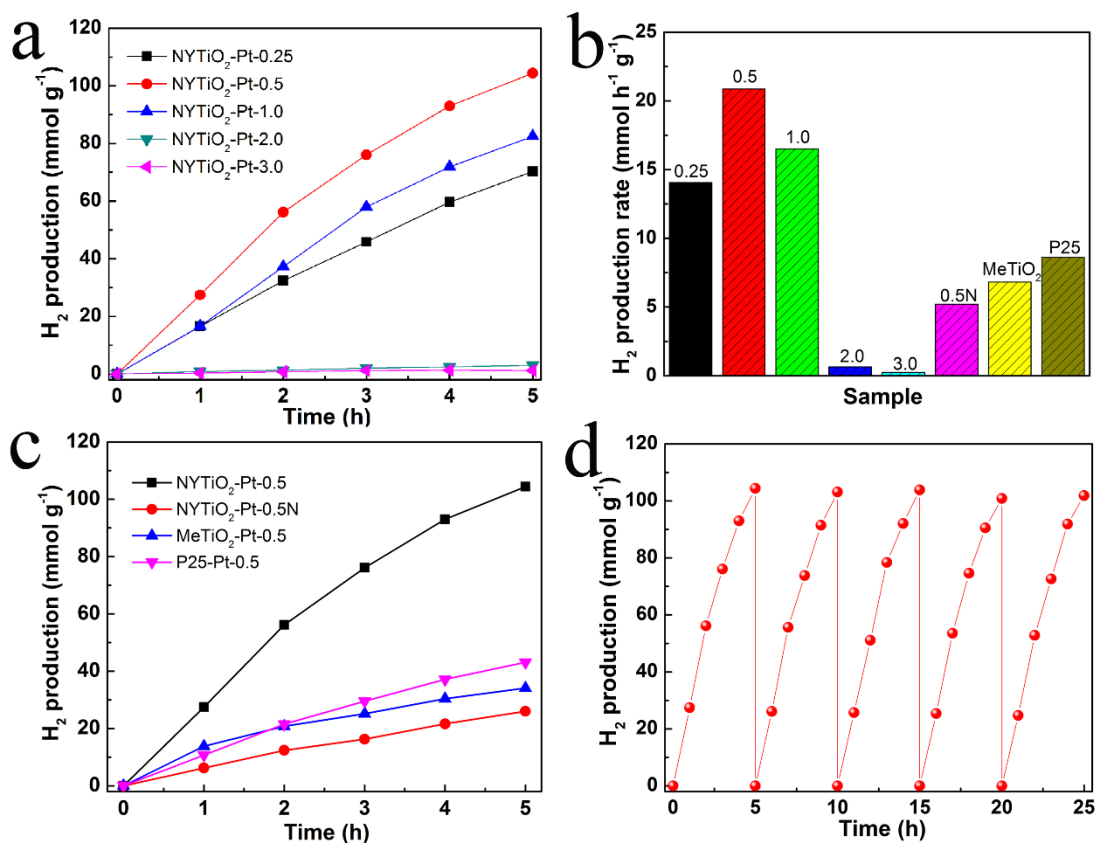 a
H₂ production (mmol g⁻¹)
120
100
80
60
40
20
0
NYTiO₂-Pt-0.25
NYTiO₂-Pt-0.5
NYTiO₂-Pt-1.0
NYTiO₂-Pt-2.0
NYTiO₂-Pt-3.0
0 1 2 3 4 5
Time (h)
b
H₂ production rate (mmol h⁻¹ g⁻¹)
25
20
15
10
5
0
0.25
0.5
1.0
2.0
3.0
0.5N
MeTiO₂
P25
Sample
c
H₂ production (mmol g⁻¹)
120
100
80
60
40
20
0
NYTiO₂-Pt-0.5
NYTiO₂-Pt-0.5N
MeTiO₂-Pt-0.5
P25-Pt-0.5
0 1 2 3 4 5
Time (h)
d
H₂ production (mmol g⁻¹)
120
100
80
60
40
20
0
0 5 10 15 20 25
Time (h)